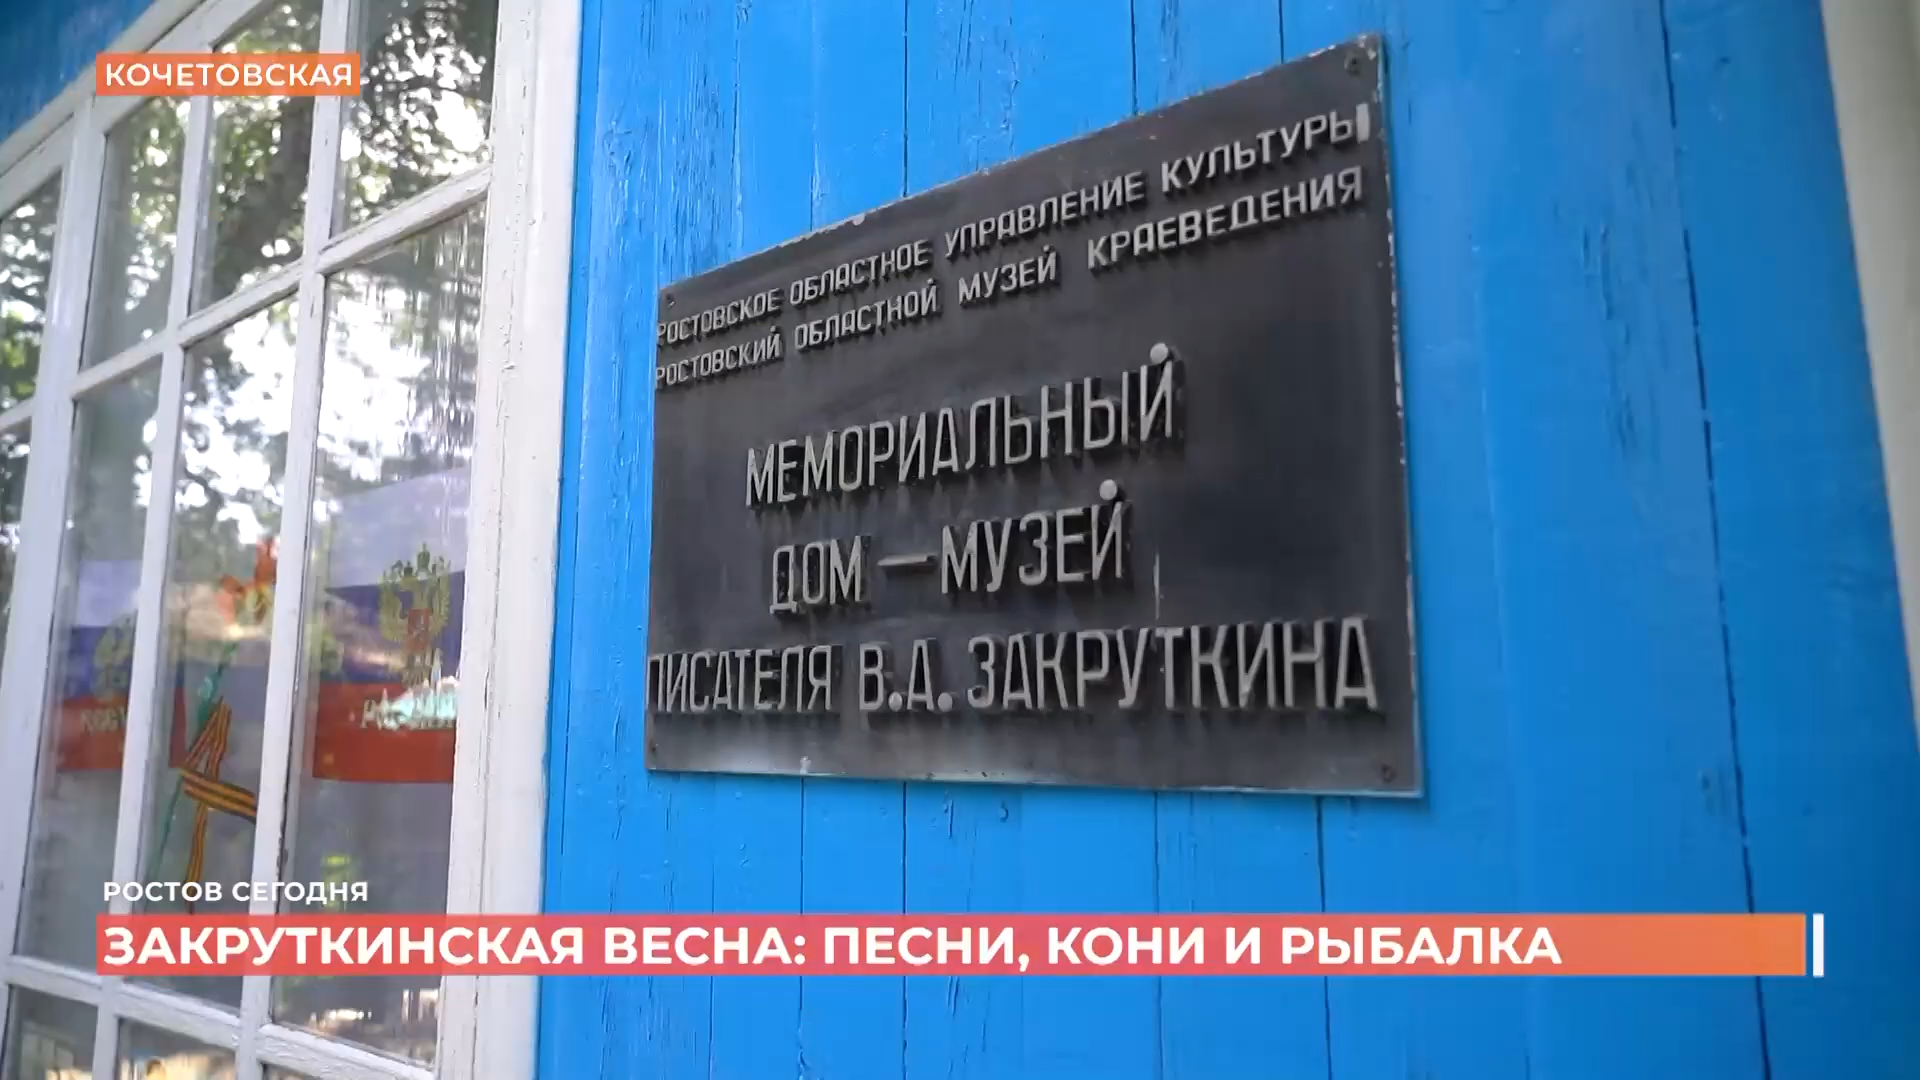 КОЧЕТОВСКАЯ
РОСТОВСКОЕ ОБЛАСТНОЕ УПРАВЛЕНИЕ КУЛЬТУРЫ
РОСТОВСКИЙ ОБЛАСТНОЙ МУЗЕЙ КРАЕВЕДЕНИЯ
МЕМОРИАЛЬНЫЙ
ДОМ — МУЗЕЙ
ПИСАТЕЛЯ В.А. ЗАКРУТКИНА
РОСТОВ СЕГОДНЯ
ЗАКРУТКИНСКАЯ ВЕСНА: ПЕСНИ, КОНИ И РЫБАЛКА